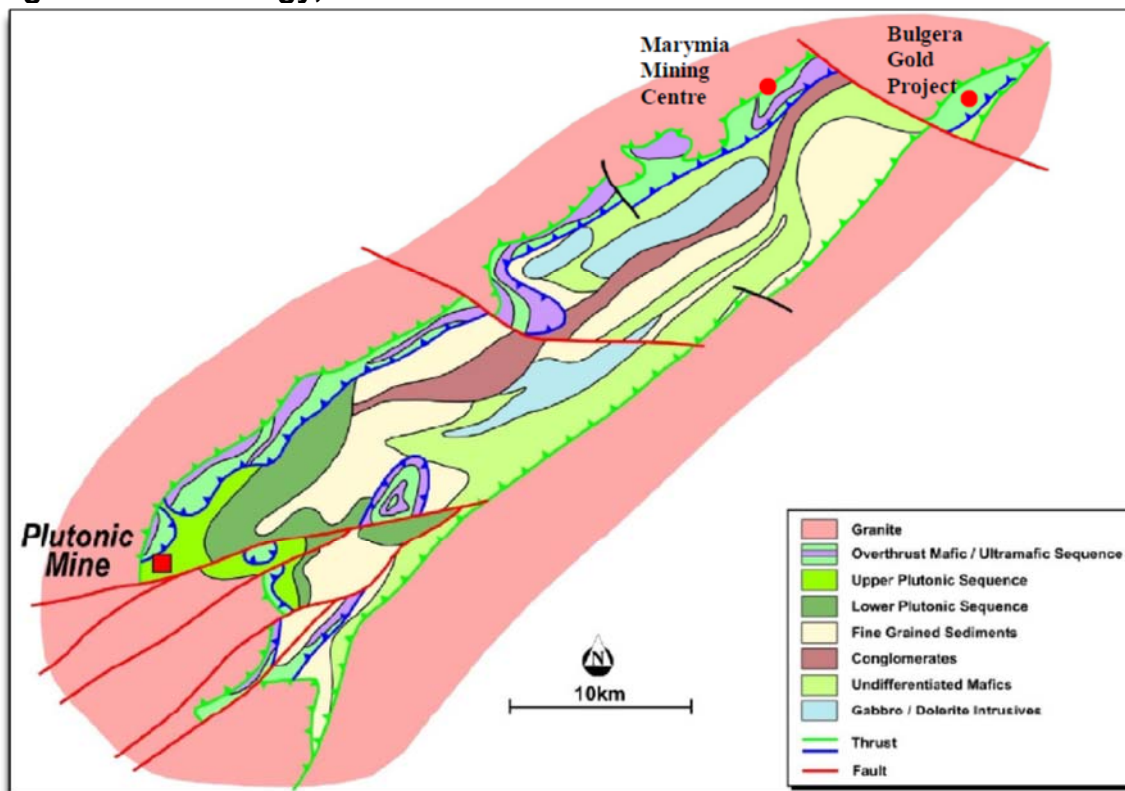 Marymia
Mining
Centre
Bulgera
Gold
Project
Plutonic
Mine
N
10km
Granite
Overthrust Mafic / Ultramafic Sequence
Upper Plutonic Sequence
Lower Plutonic Sequence
Fine Grained Sediments
Conglomerates
Undifferentiated Mafics
Gabbro / Dolerite Intrusives
Thrust
Fault